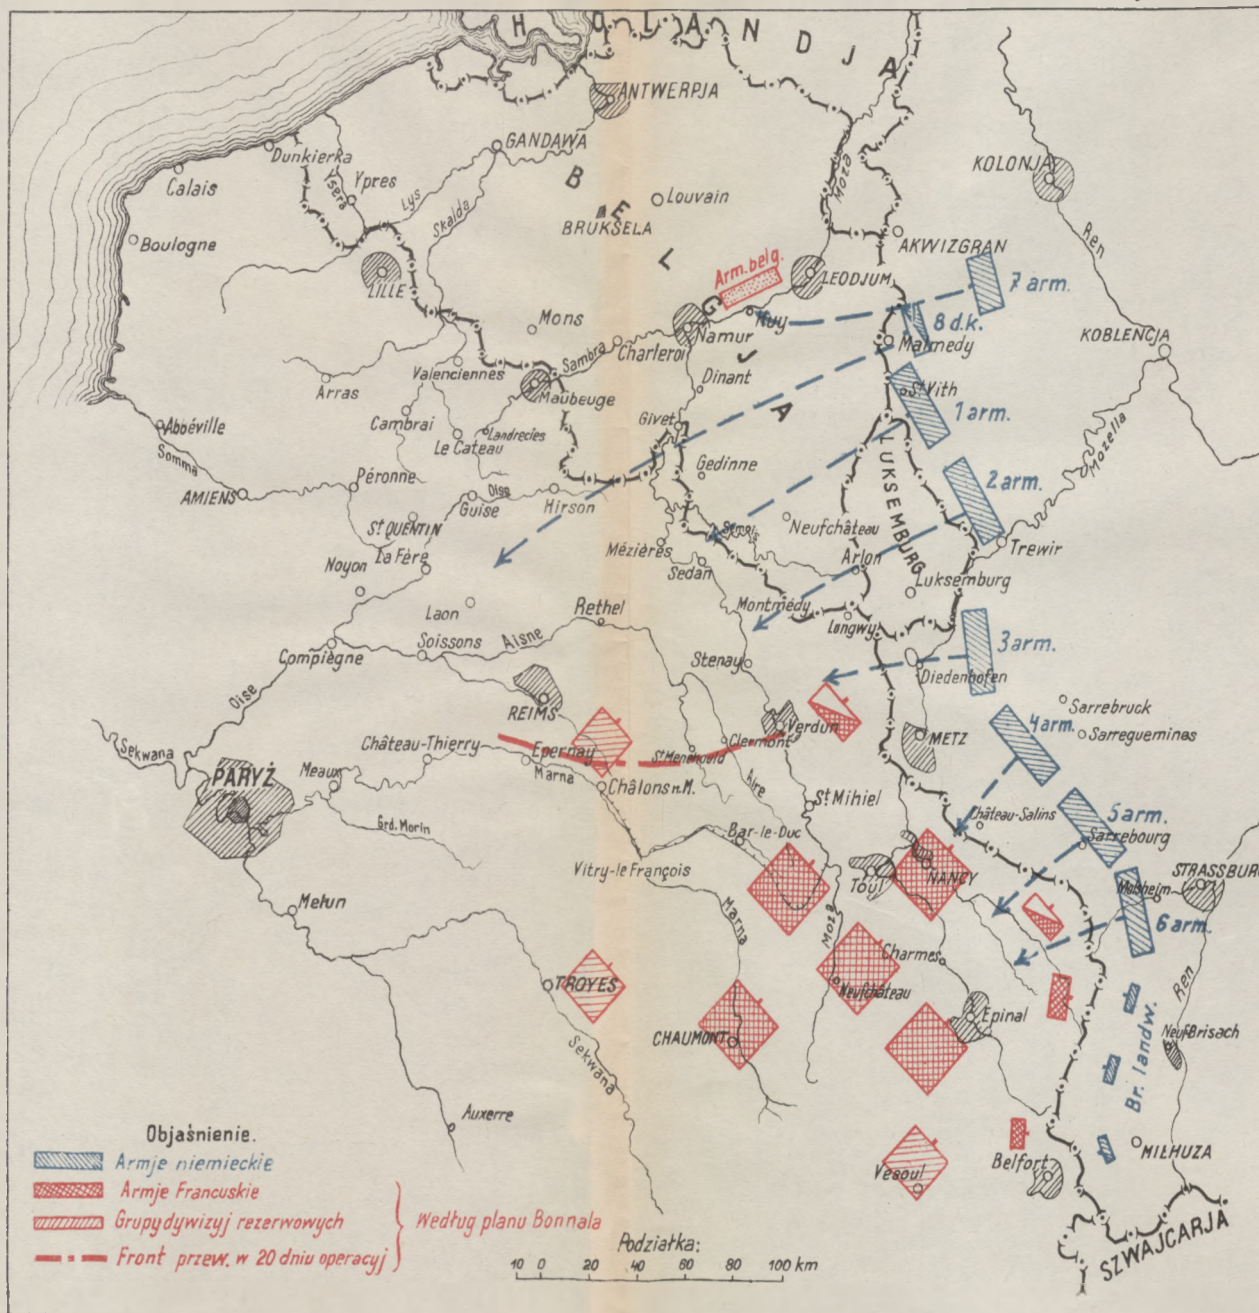 HOLANDJA
ANTWERPJA
GANDAWA
Dunkierka
Calais
Ysera
Ypres
Lys
Skalda
BELGJA
Louvain
BRUKSELA
Moza
KOLONJA
Ren
Boulogne
AKWIZGRAN
LILLE
Arm. belg.
LEODJUM
7 arm.
Huy
8 d.k.
Mons
Namur
Malmedy
KOBLENCJA
Sambra
Charleroi
Valenciennes
Dinant
Arras
Maubeuge
St Vith
1 arm.
Abbéville
Cambrai
Landrecies
Givet
Le Cateau
Mozella
Somma
Gedinne
LUKSEMBURG
2 arm.
AMIENS
Péronne
Oise
Guise
Hirson
St QUENTIN
Neufchâteau
Semois
La Fère
Mézières
Trewir
Noyon
Sedan
Arlon
Luksemburg
Laon
Rethel
Montmédy
Longwy
Soissons
Aisne
3 arm.
Compiègne
Stenay
Diedenhofen
Oise
REIMS
Sarrebruck
Verdun
4 arm.
Sekwana
Château-Thierry
Epernay
Clermont
METZ
Sarreguemines
St Menehould
PARYŻ
Meaux
Marna
Châlons n. M.
Aire
St Mihiel
5 arm.
Château-Salins
Grd. Morin
Bar-le-Duc
Sarrebourg
Vitry-le François
Toul
NANCY
STRASSBURG
Molsheim
Melun
Marna
Moza
6 arm.
Charmes
TROYES
Neufchâteau
Ren
Epinal
CHAUMONT
Neuf-Brisach
Sekwana
Br. landw.
Auxerre
Objaśnienie.
MILHUZA
Armje niemieckie
Belfort
Vesoul
Armje Francuskie
Grupy dywizyj rezerwowych
Według planu Bonnala
Front przew. w 20 dniu operacyj
Podziałka:
10 0 20 40 60 80 100 km
SZWAJCARJA